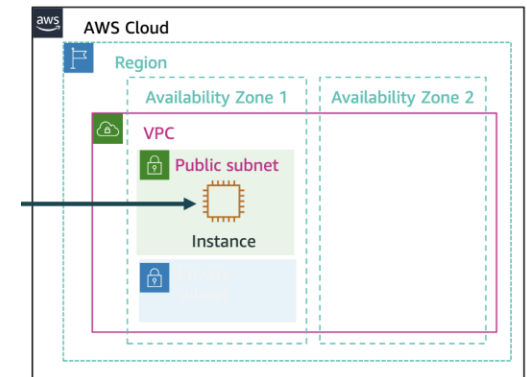 aws
AWS Cloud
Region
Availability Zone 1
Availability Zone 2
VPC
Public subnet
Instance